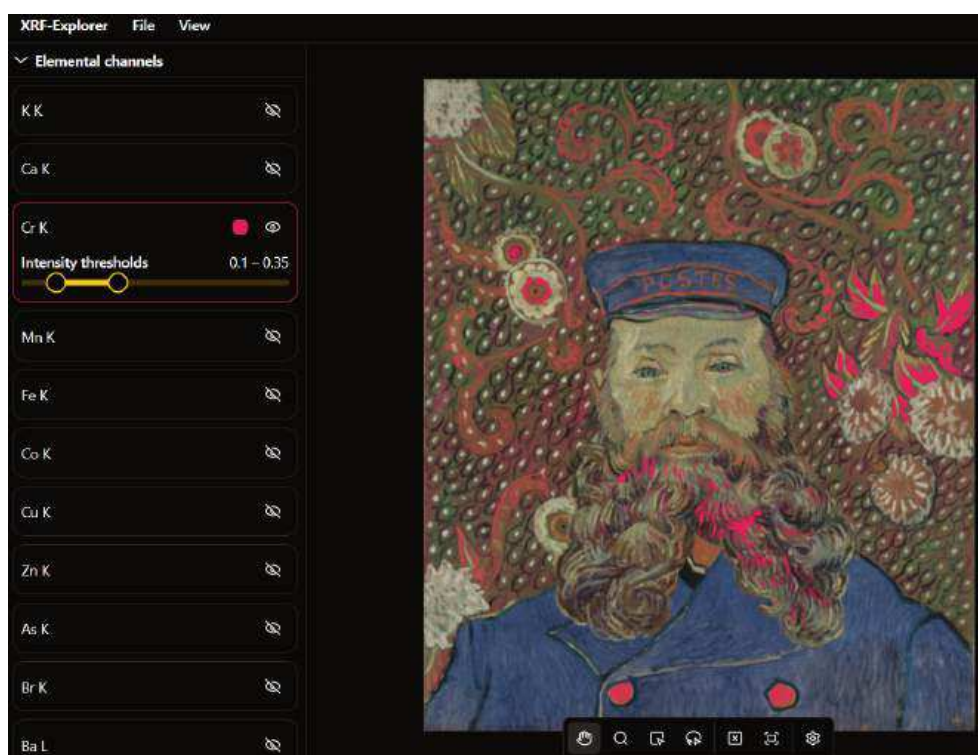 XRF-Explorer File View
Elemental channels
K K
Ca K
Cr K
Intensity thresholds 0.1 – 0.35
Mn K
Fe K
Co K
Cu K
Zn K
As K
Br K
Ba L
POSTES